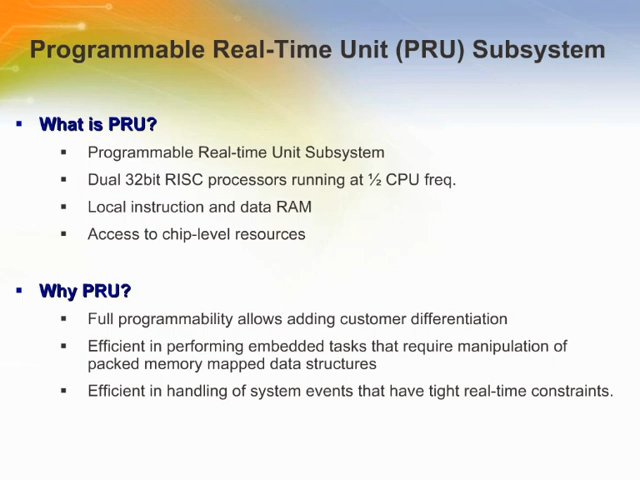 Programmable Real-Time Unit (PRU) Subsystem
▪ What is PRU?
▪ Programmable Real-time Unit Subsystem
▪ Dual 32bit RISC processors running at ½ CPU freq.
▪ Local instruction and data RAM
▪ Access to chip-level resources
▪ Why PRU?
▪ Full programmability allows adding customer differentiation
▪ Efficient in performing embedded tasks that require manipulation of
packed memory mapped data structures
▪ Efficient in handling of system events that have tight real-time constraints.